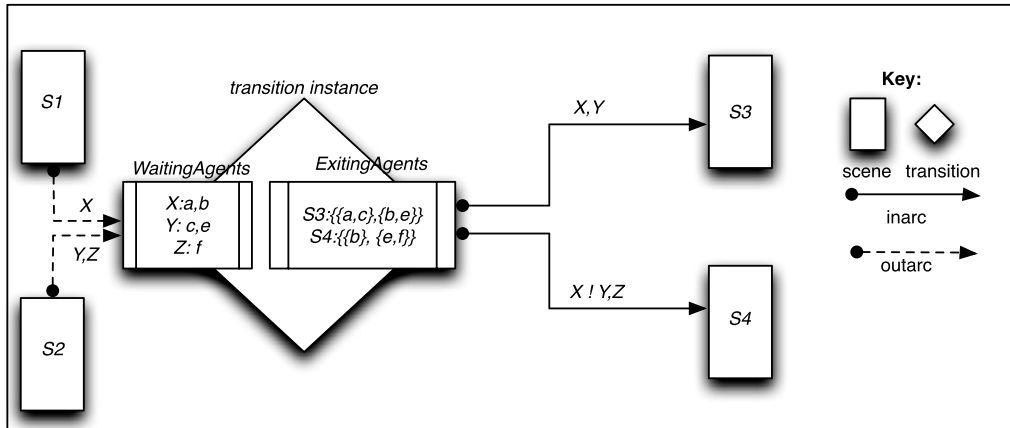 S1
S2
X
Y,Z
transition instance
WaitingAgents
X:a,b
Y: c,e
Z: f
ExitingAgents
S3:{{a,c},{b,e}}
S4:{{b}, {e,f}}
X,Y
X ! Y,Z
S3
S4
Key:
scene
transition
inarc
outarc